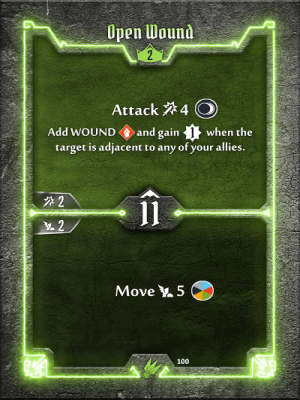 Open Wound
2
Attack 4
Add WOUND and gain 1 when the
target is adjacent to any of your allies.
2
11
2
Move 5
100